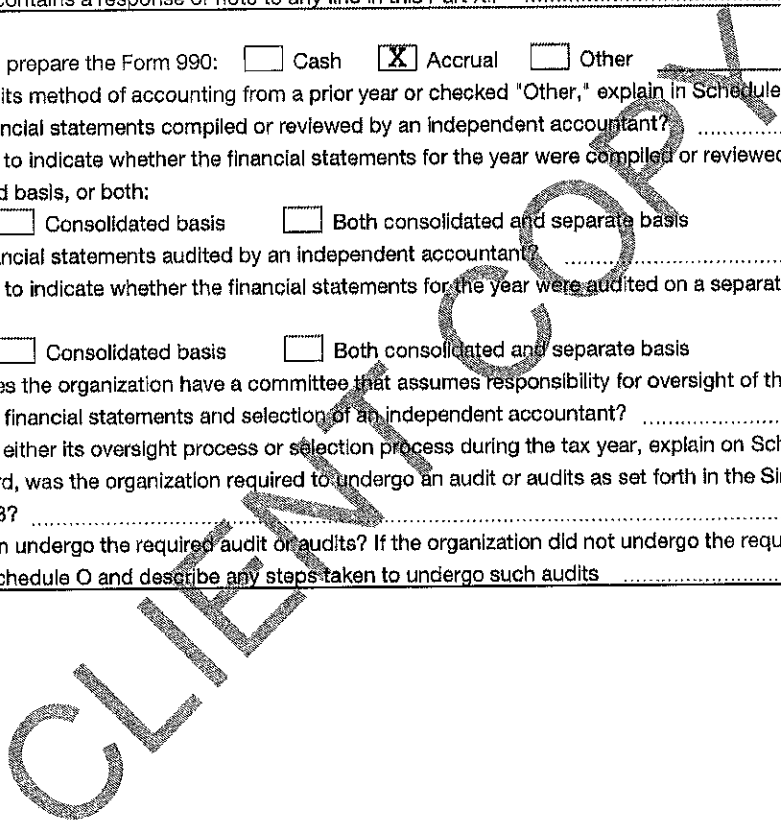 contains a response or note to any line in this Part XII
prepare the Form 990: Cash X Accrual Other
its method of accounting from a prior year or checked "Other," explain in Schedule
ncial statements compiled or reviewed by an independent accountant?
to indicate whether the financial statements for the year were compiled or reviewed
d basis, or both:
Consolidated basis Both consolidated and separate basis
ncial statements audited by an independent accountant?
to indicate whether the financial statements for the year were audited on a separat
Consolidated basis Both consolidated and separate basis
es the organization have a committee that assumes responsibility for oversight of th
financial statements and selection of an independent accountant?
either its oversight process or selection process during the tax year, explain on Sch
rd, was the organization required to undergo an audit or audits as set forth in the Si
3?
n undergo the required audit or audits? If the organization did not undergo the requ
chedule O and describe any steps taken to undergo such audits
CLIENT COPY